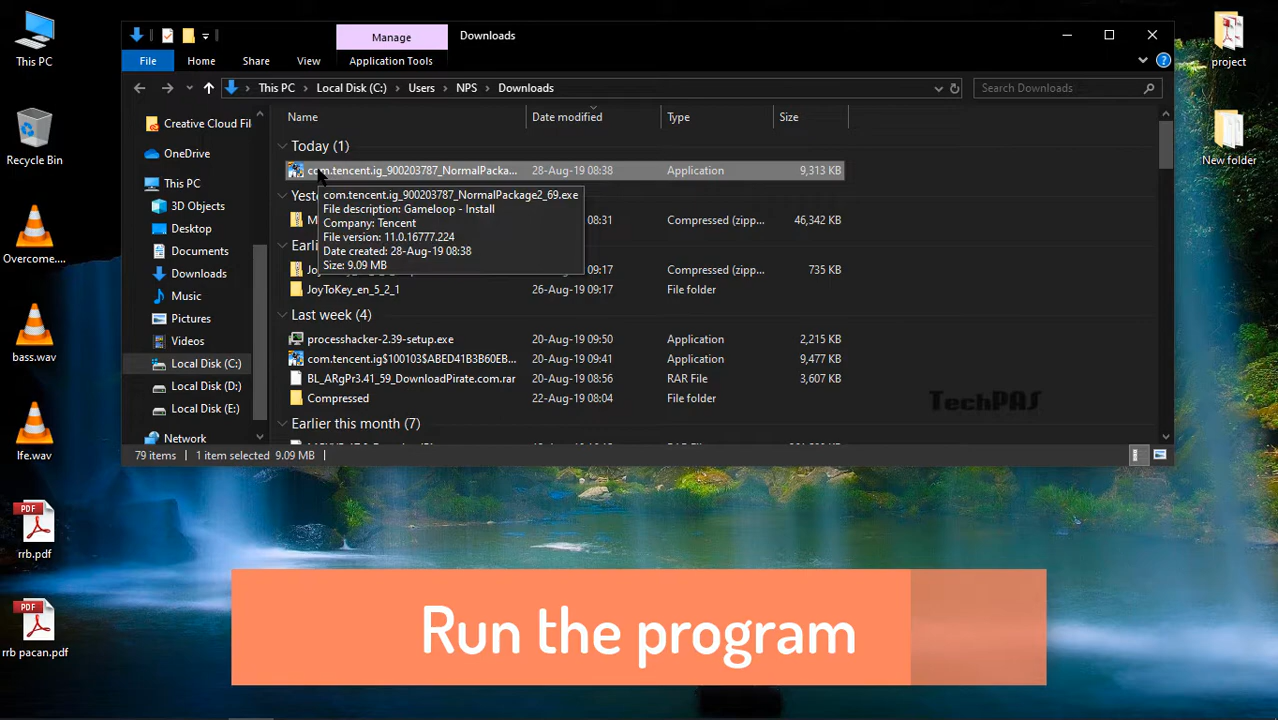 This PC
Recycle Bin
Overcome....
bass.wav
lfe.wav
rrb.pdf
rrb pacan.pdf
project
New folder
Manage
Downloads
File
Home
Share
View
Application Tools
This PC > Local Disk (C:) > Users > NPS > Downloads
Search Downloads
Creative Cloud Fil
OneDrive
This PC
3D Objects
Desktop
Documents
Downloads
Music
Pictures
Videos
Local Disk (C:)
Local Disk (D:)
Local Disk (E:)
Network
Name
Date modified
Type
Size
Today (1)
com.tencent.ig_900203787_NormalPacka... 28-Aug-19 08:38 Application 9,313 KB
com.tencent.ig_900203787_NormalPackage2_69.exe
File description: Gameloop - Install
Company: Tencent
File version: 11.0.16777.224
Date created: 28-Aug-19 08:38
Size: 9.09 MB
08:31 Compressed (zipp... 46,342 KB
09:17 Compressed (zipp... 735 KB
JoyToKey_en_5_2_1 26-Aug-19 09:17 File folder
Last week (4)
processhacker-2.39-setup.exe 20-Aug-19 09:50 Application 2,215 KB
com.tencent.ig$100103$ABED41B3B60EB... 20-Aug-19 09:41 Application 9,477 KB
BL_ARgPr3.41_59_DownloadPirate.com.rar 20-Aug-19 08:56 RAR File 3,607 KB
Compressed 22-Aug-19 08:04 File folder
Earlier this month (7)
79 items
1 item selected 9.09 MB
TechPAS
Run the program